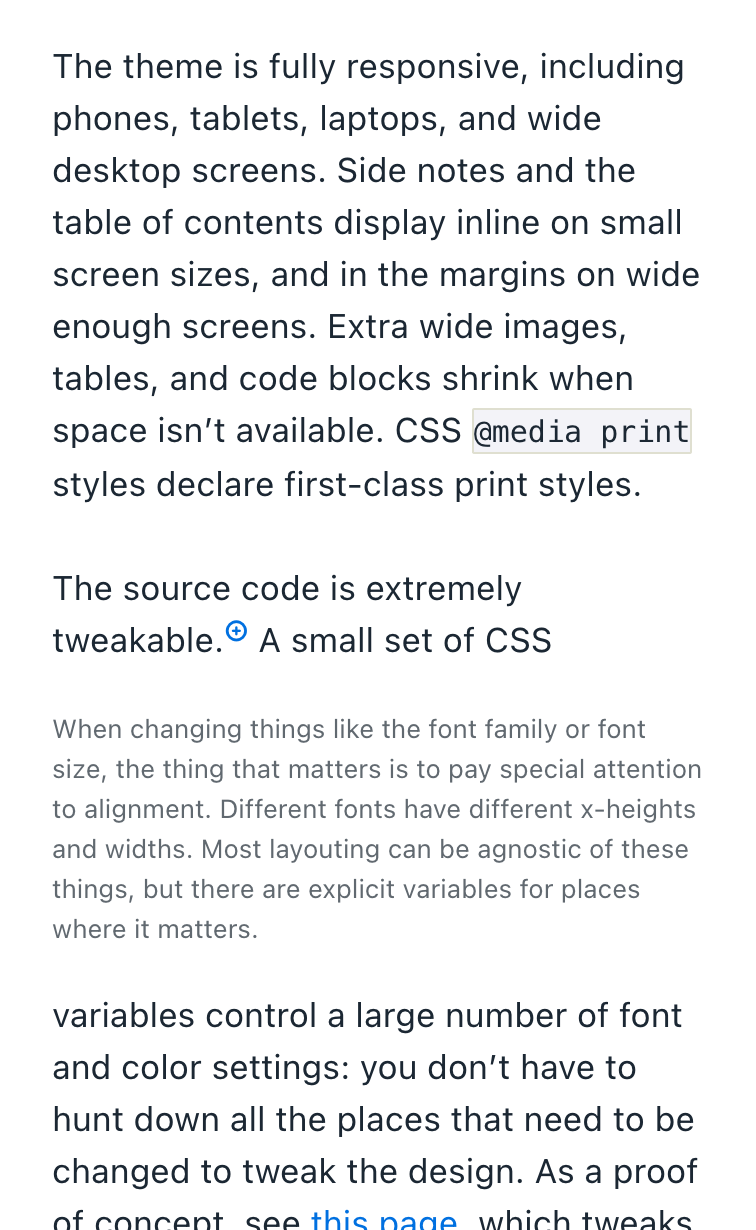 The theme is fully responsive, including
phones, tablets, laptops, and wide
desktop screens. Side notes and the
table of contents display inline on small
screen sizes, and in the margins on wide
enough screens. Extra wide images,
tables, and code blocks shrink when
space isn’t available. CSS @media print
styles declare first-class print styles.
The source code is extremely
tweakable. A small set of CSS
When changing things like the font family or font
size, the thing that matters is to pay special attention
to alignment. Different fonts have different x-heights
and widths. Most layouting can be agnostic of these
things, but there are explicit variables for places
where it matters.
variables control a large number of font
and color settings: you don’t have to
hunt down all the places that need to be
changed to tweak the design. As a proof
of concept, see this page, which tweaks